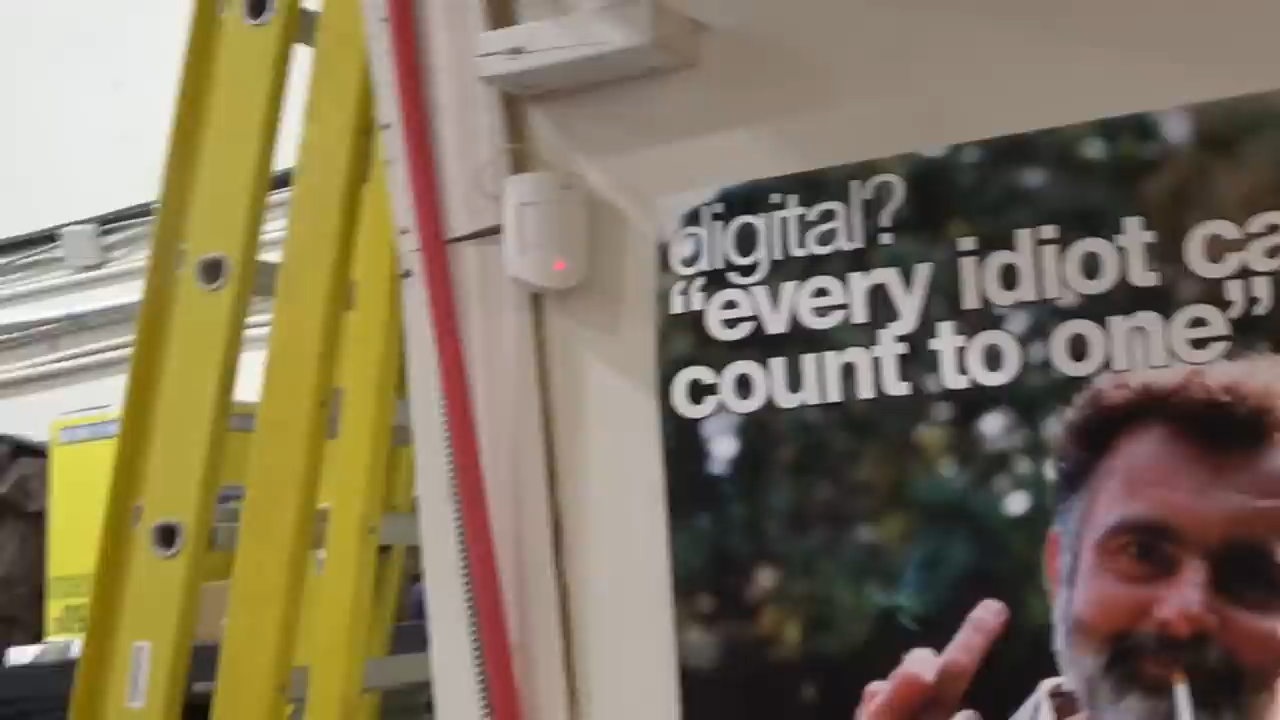 digital?
“every idiot ca
count to one”